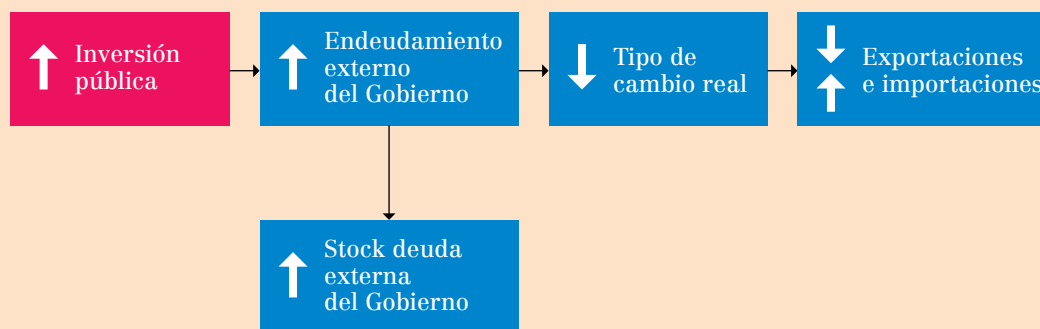 Inversión
pública
Endeudamiento
externo
del Gobierno
Tipo de
cambio real
Exportaciones
e importaciones
Stock deuda
externa
del Gobierno